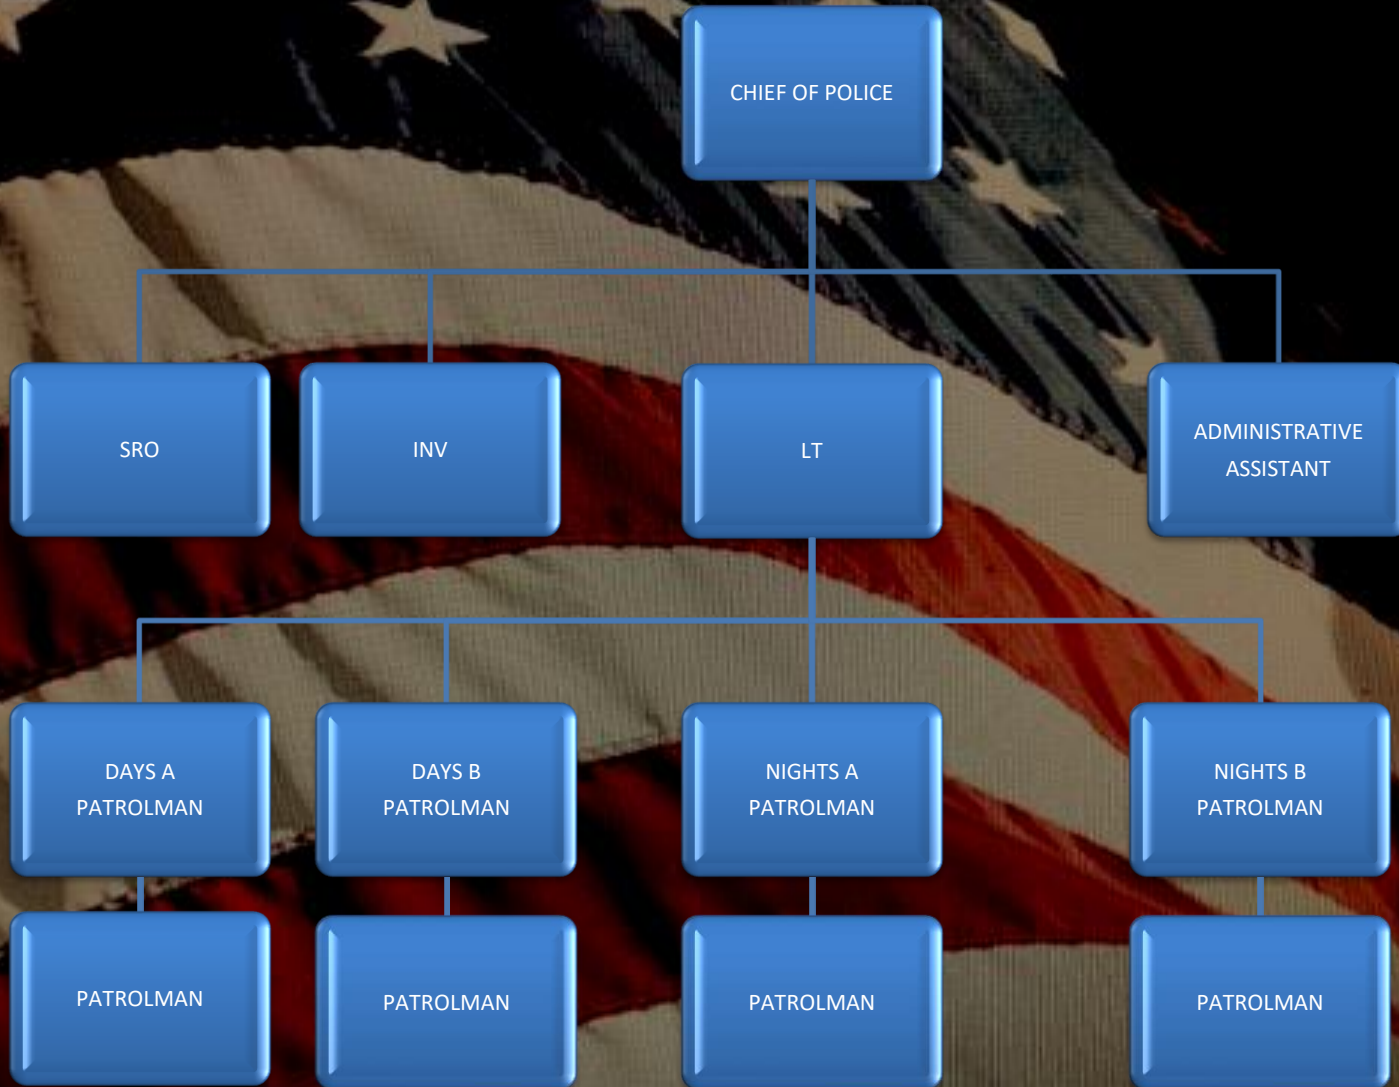 CHIEF OF POLICE
SRO
INV
LT
ADMINISTRATIVE
ASSISTANT
DAYS A
PATROLMAN
DAYS B
PATROLMAN
NIGHTS A
PATROLMAN
NIGHTS B
PATROLMAN
PATROLMAN
PATROLMAN
PATROLMAN
PATROLMAN